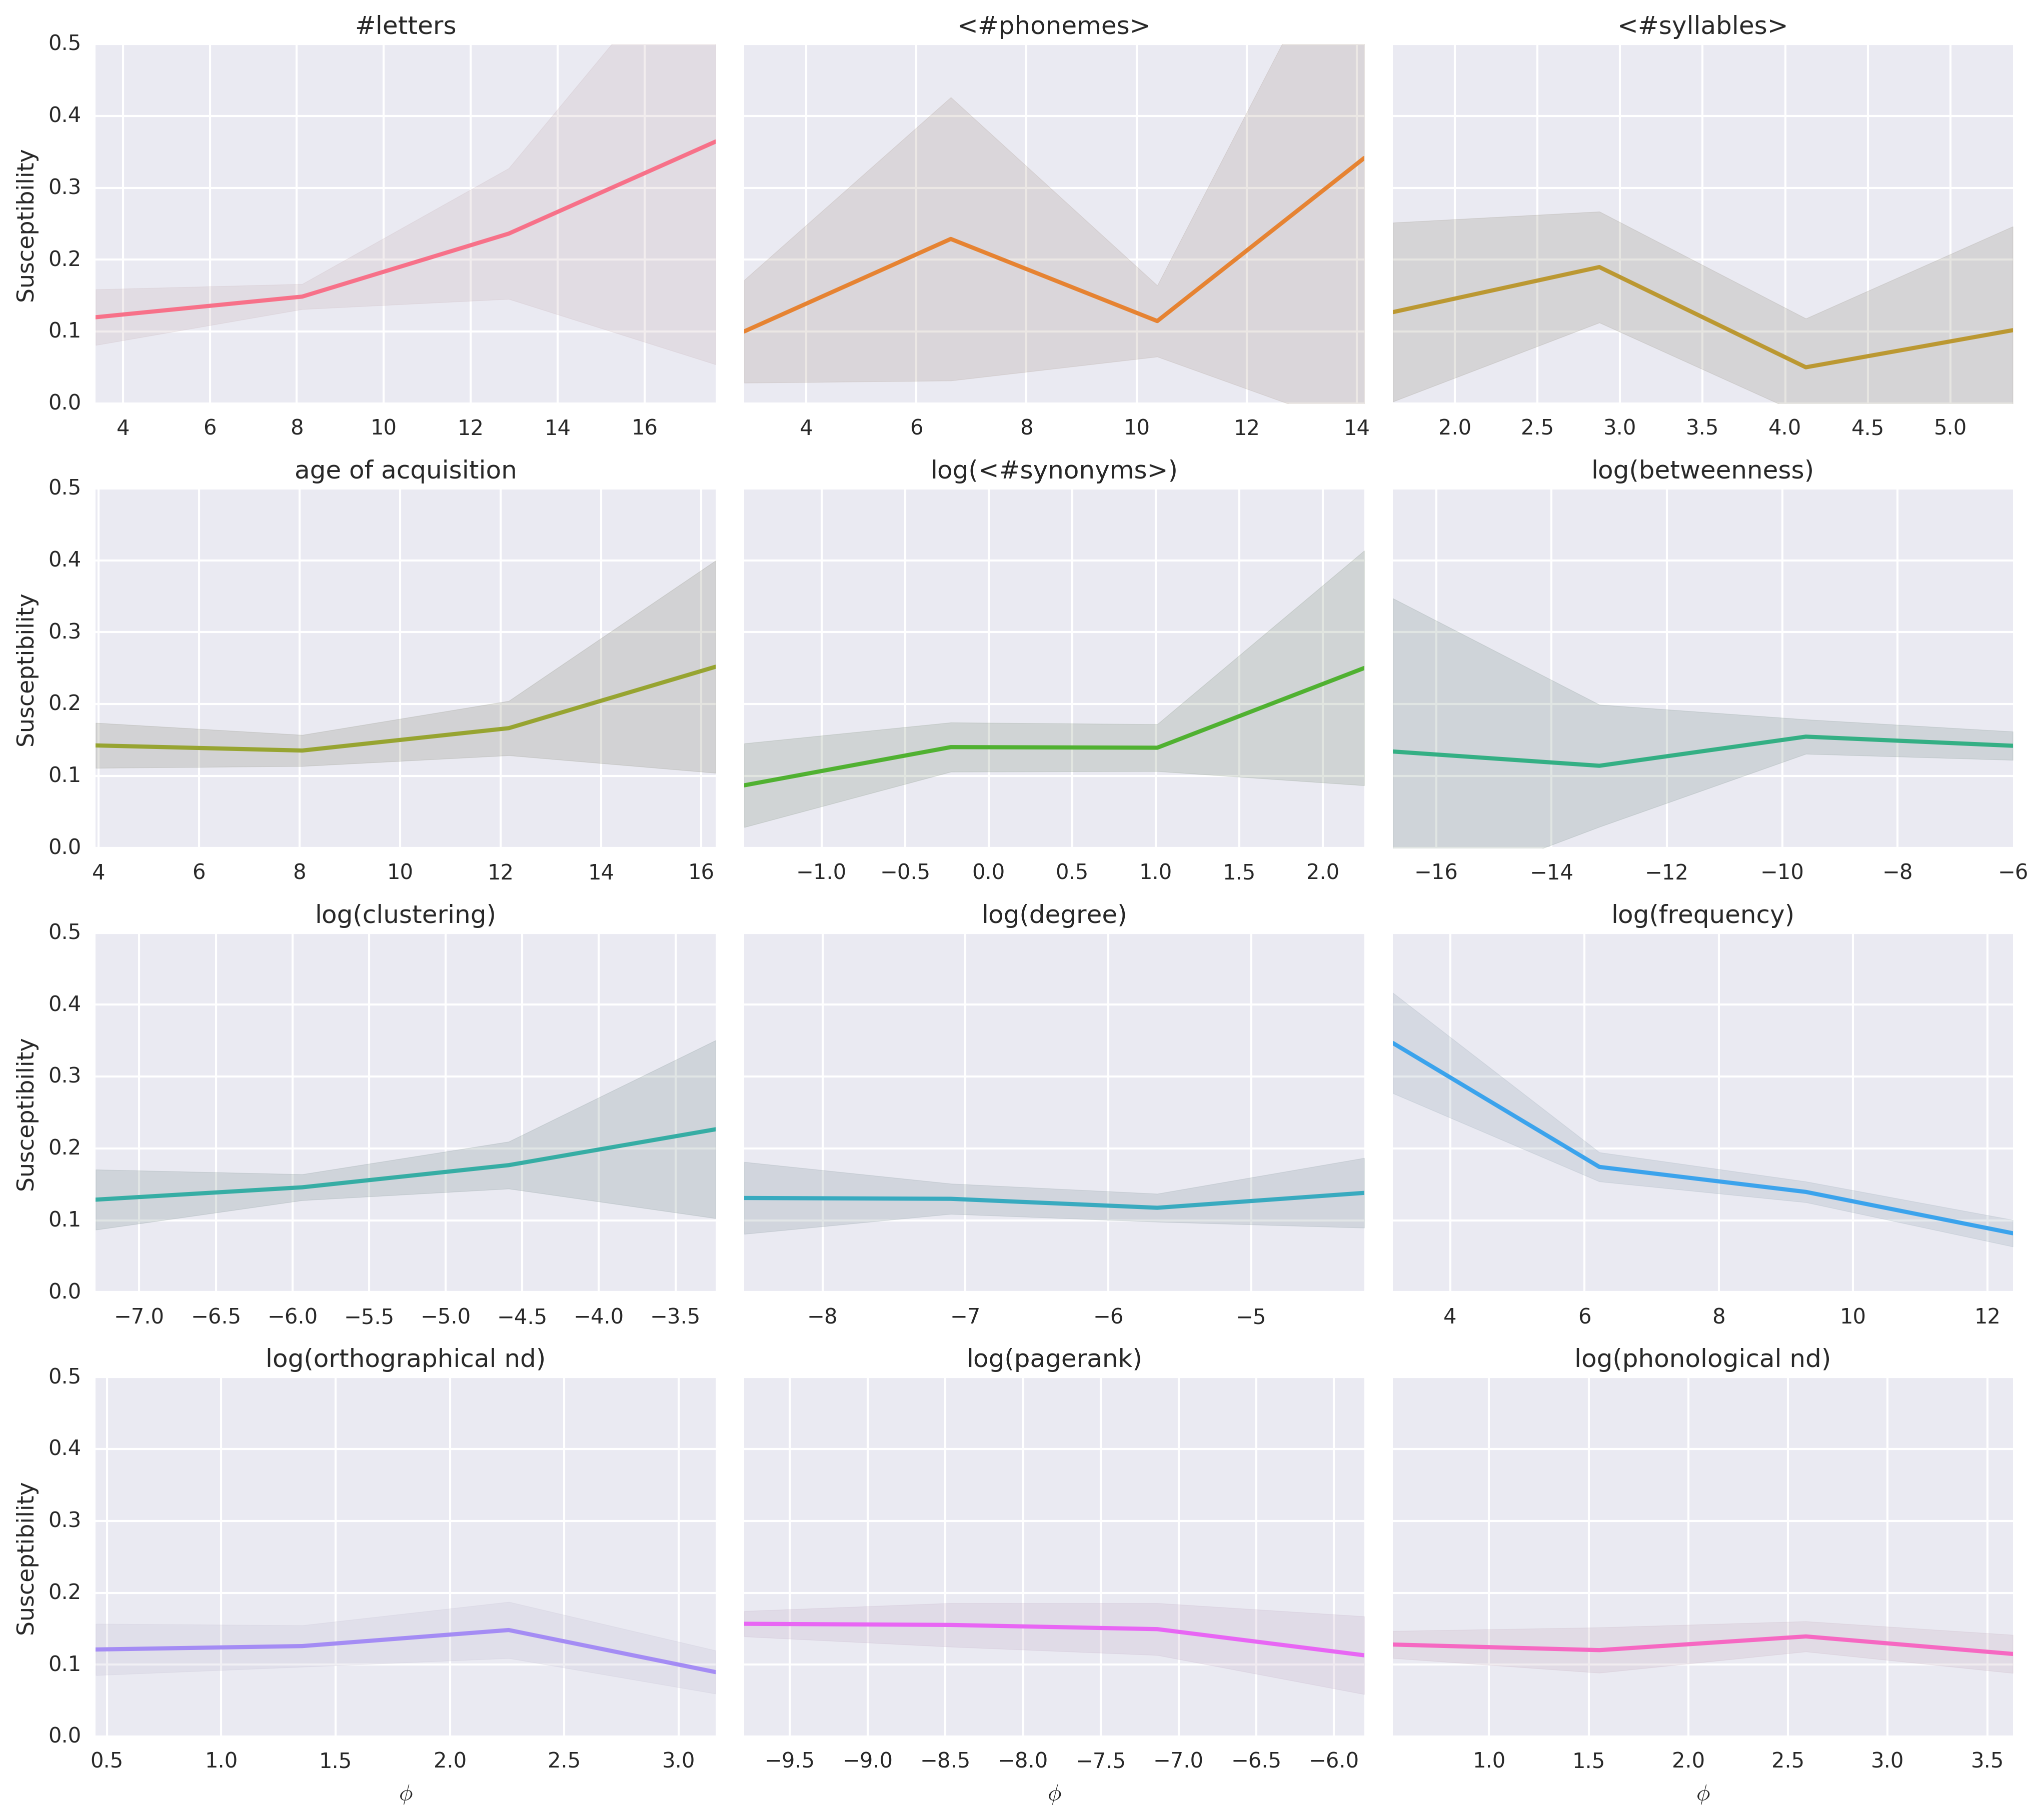 #letters <#phonemes> <#syllables>
0.5
0.4
0.3
0.2
0.1
0.0
Susceptibility
4 6 8 10 12 14 16 4 6 8 10 12 14 2.0 2.5 3.0 3.5 4.0 4.5 5.0
age of acquisition log(<#synonyms>) log(betweenness)
0.5
0.4
0.3
0.2
0.1
0.0
Susceptibility
4 6 8 10 12 14 16 −1.0 −0.5 0.0 0.5 1.0 1.5 2.0 −16 −14 −12 −10 −8 −6
log(clustering) log(degree) log(frequency)
0.5
0.4
0.3
0.2
0.1
0.0
Susceptibility
−7.0 −6.5 −6.0 −5.5 −5.0 −4.5 −4.0 −3.5 −8 −7 −6 −5 4 6 8 10 12
log(orthographical nd) log(pagerank) log(phonological nd)
0.5
0.4
0.3
0.2
0.1
0.0
Susceptibility
0.5 1.0 1.5 2.0 2.5 3.0 −9.5 −9.0 −8.5 −8.0 −7.5 −7.0 −6.5 −6.0 1.0 1.5 2.0 2.5 3.0 3.5
ϕ ϕ ϕ